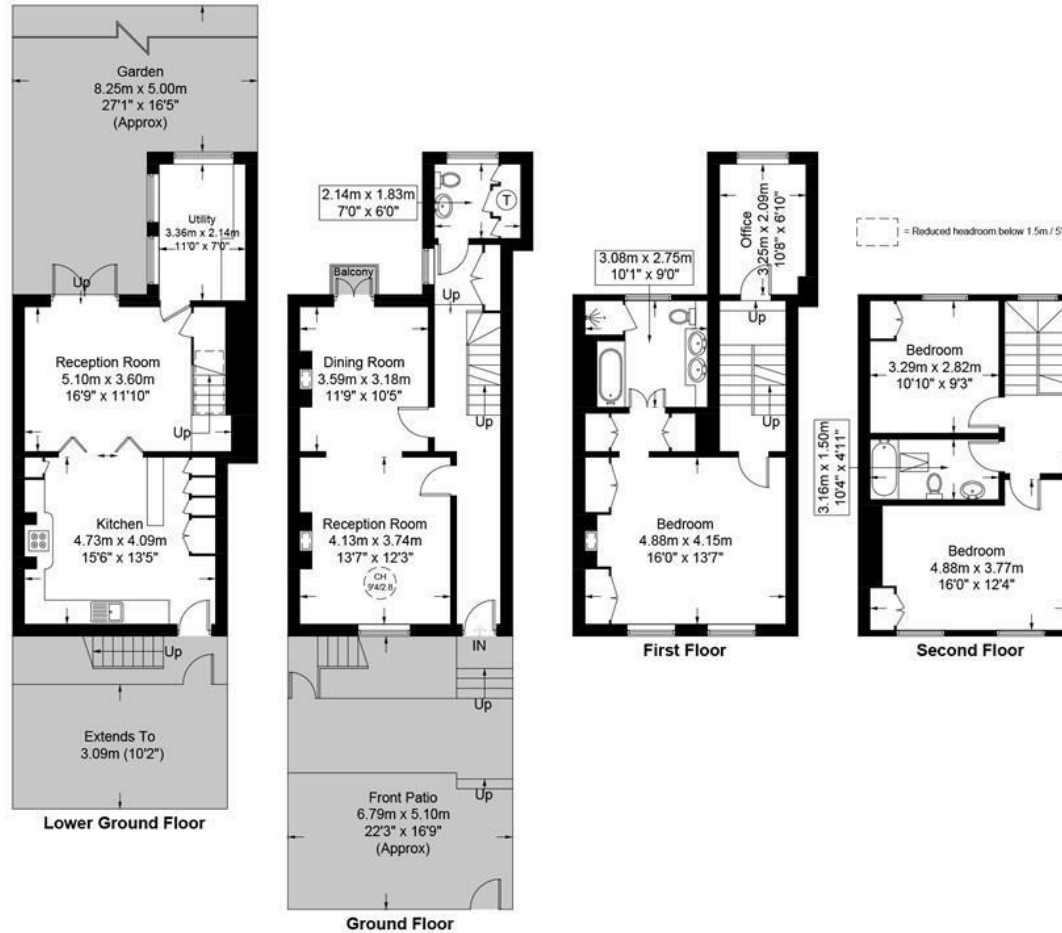 Garden
8.25m x 5.00m
27'1" x 16'5"
(Approx)
Utility
3.36m x 2.14m
11'0" x 7'0"
Up
Reception Room
5.10m x 3.60m
16'9" x 11'10"
Up
Kitchen
4.73m x 4.09m
15'6" x 13'5"
Up
Extends To
3.09m (10'2")
Lower Ground Floor
2.14m x 1.83m
7'0" x 6'0"
T
Balcony
Up
Dining Room
3.59m x 3.18m
11'9" x 10'5"
Up
Reception Room
4.13m x 3.74m
13'7" x 12'3"
CH
9'4/2.8
IN
Up
Up
Front Patio
6.79m x 5.10m
22'3" x 16'9"
(Approx)
Ground Floor
Office
3.25m x 2.09m
10'8" x 6'10"
3.08m x 2.75m
10'1" x 9'0"
Up
Up
Bedroom
4.88m x 4.15m
16'0" x 13'7"
First Floor
= Reduced headroom below 1.5m / 5'
Bedroom
3.29m x 2.82m
10'10" x 9'3"
3.16m x 1.50m
10'4" x 4'11"
Bedroom
4.88m x 3.77m
16'0" x 12'4"
Second Floor